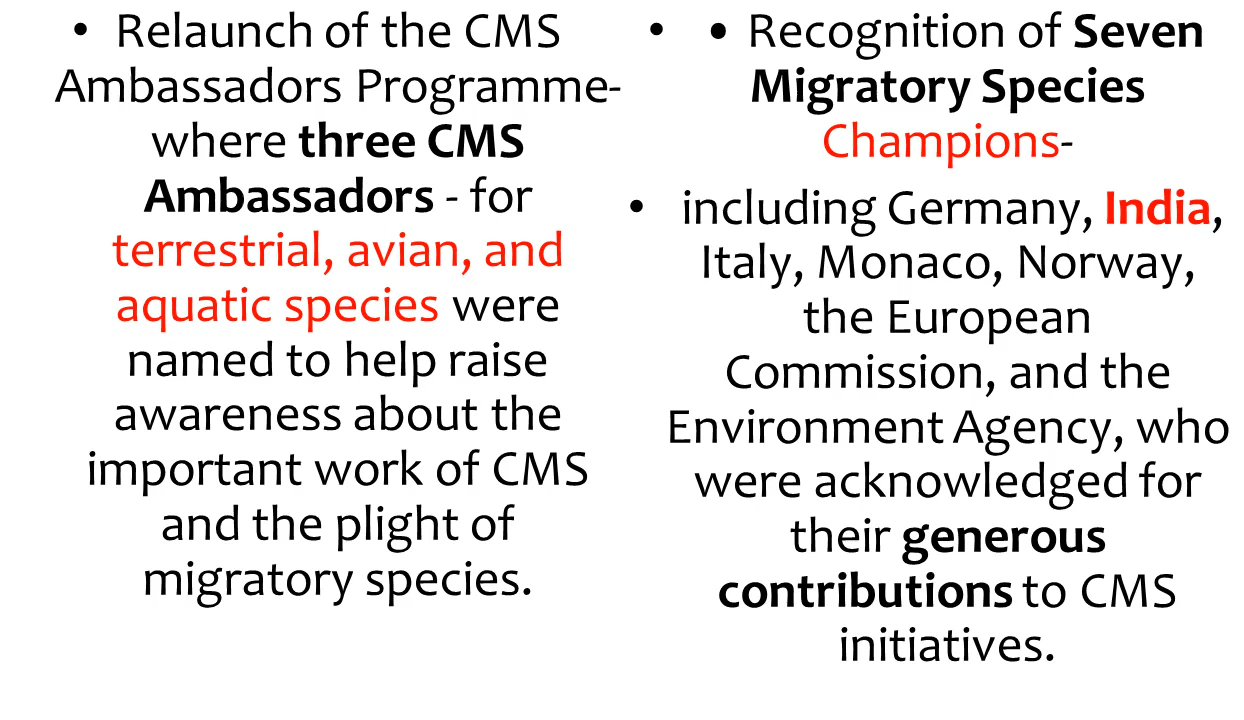 • Relaunch of the CMS
Ambassadors Programme-
where three CMS
Ambassadors - for
terrestrial, avian, and
aquatic species were
named to help raise
awareness about the
important work of CMS
and the plight of
migratory species.
• • Recognition of Seven
Migratory Species
Champions-
• including Germany, India,
Italy, Monaco, Norway,
the European
Commission, and the
Environment Agency, who
were acknowledged for
their generous
contributions to CMS
initiatives.